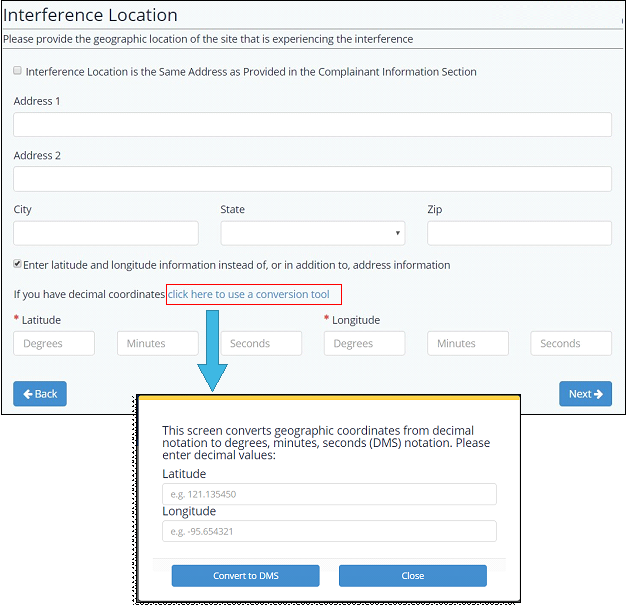 Interference Location
Please provide the geographic location of the site that is experiencing the interference
Interference Location is the Same Address as Provided in the Complainant Information Section
Address 1
Address 2
City State Zip
Enter latitude and longitude information instead of, or in addition to, address information
If you have decimal coordinates click here to use a conversion tool
* Latitude * Longitude
Degrees Minutes Seconds Degrees Minutes Seconds
Back Next
This screen converts geographic coordinates from decimal
notation to degrees, minutes, seconds (DMS) notation. Please
enter decimal values:
Latitude
e.g. 121.135450
Longitude
e.g. -95.654321
Convert to DMS Close